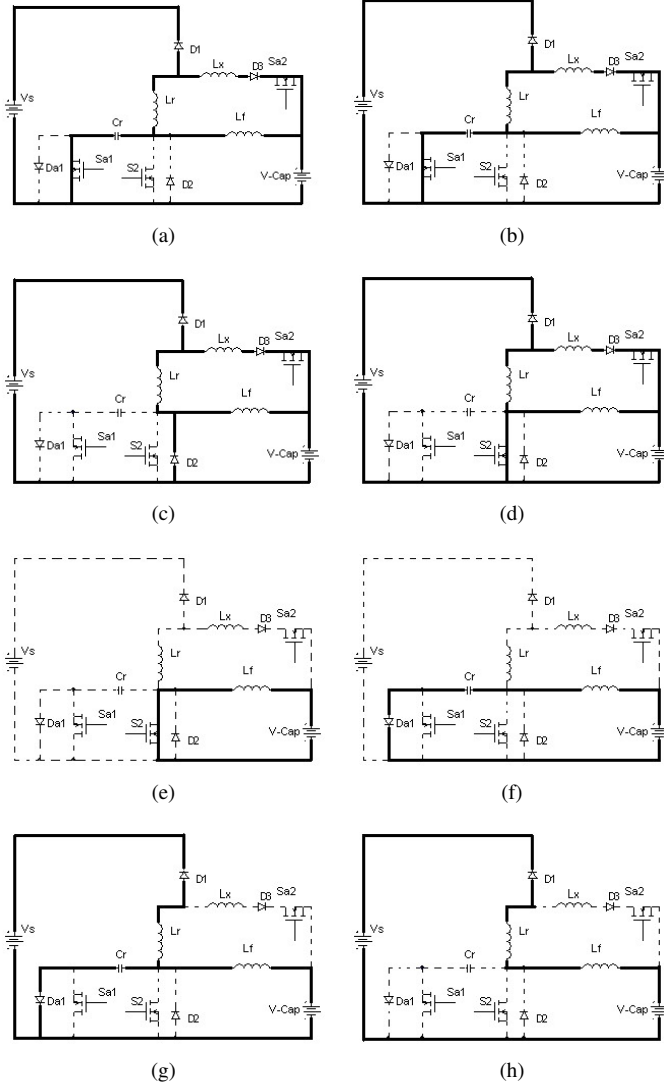 D1
Sa2
Lx
D3
Vs
Lr
Cr
Lf
Da1
Sa1
S2
D2
V-Cap
(a)
D1
Sa2
Lx
D3
Vs
Lr
Cr
Lf
Da1
Sa1
S2
D2
V-Cap
(b)
D1
Sa2
Lx
D3
Vs
Lr
Cr
Lf
Da1
Sa1
S2
D2
V-Cap
(c)
D1
Sa2
Lx
D3
Vs
Lr
Cr
Lf
Da1
Sa1
S2
D2
V-Cap
(d)
D1
Sa2
Lx
D3
Vs
Lr
Cr
Lf
Da1
Sa1
S2
D2
V-Cap
(e)
D1
Sa2
Lx
D3
Vs
Lr
Cr
Lf
Da1
Sa1
S2
D2
V-Cap
(f)
D1
Sa2
Lx
D3
Vs
Lr
Cr
Lf
Da1
Sa1
S2
D2
V-Cap
(g)
D1
Sa2
Lx
D3
Vs
Lr
Cr
Lf
Da1
Sa1
S2
D2
V-Cap
(h)